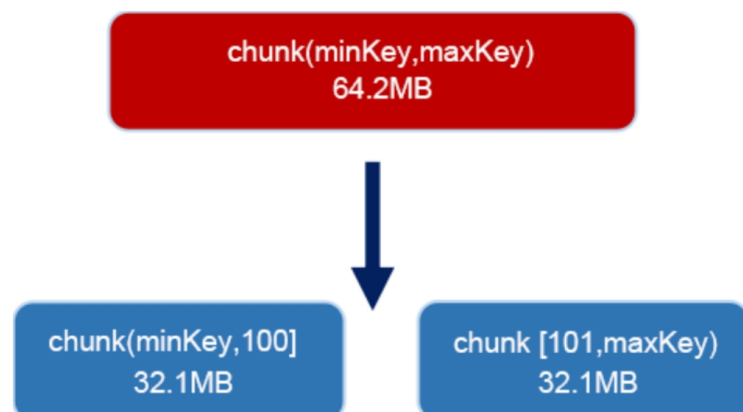 chunk(minKey,maxKey)
64.2MB
chunk(minKey,100]
32.1MB
chunk [101,maxKey)
32.1MB